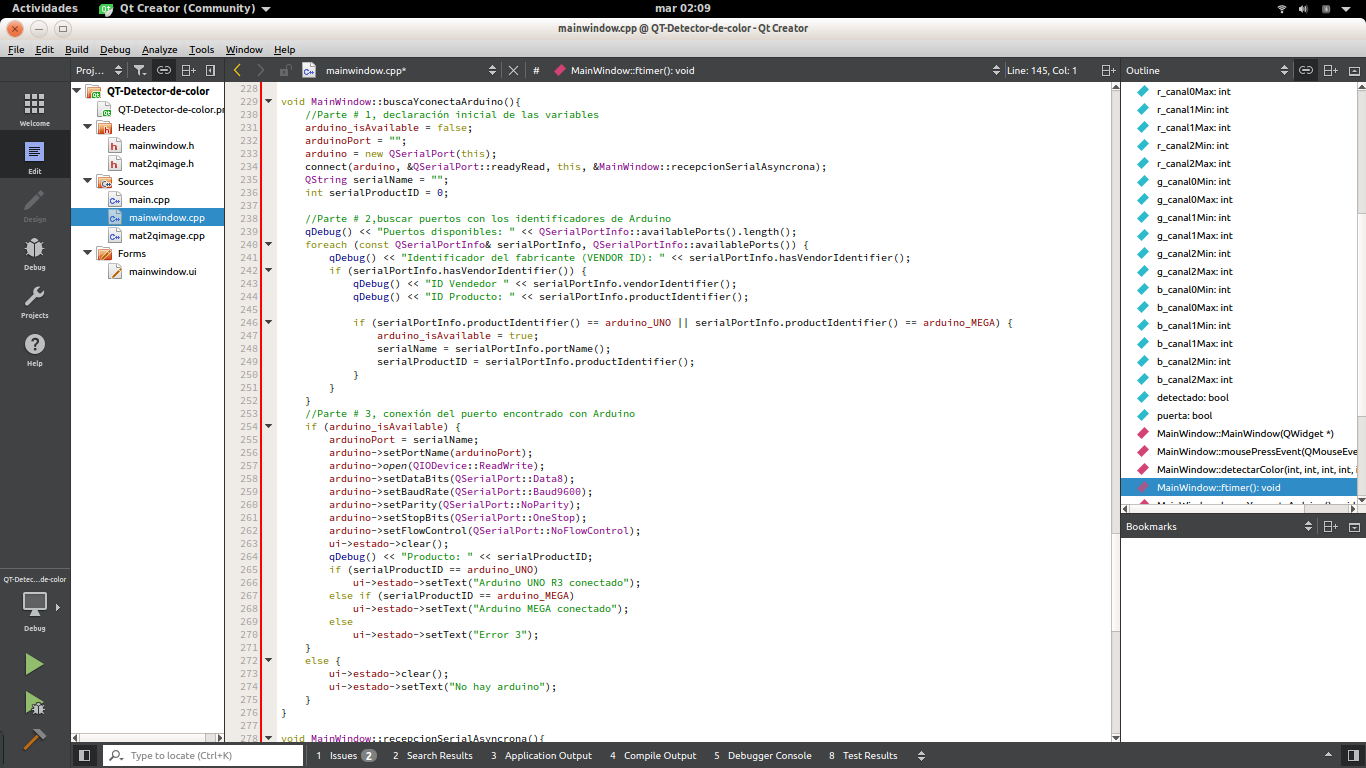 Actividades Qt Creator (Community) mar 02:09
mainwindow.cpp @ QT-Detector-de-color - Qt Creator
File Edit Build Debug Analyze Tools Window Help
Proj... mainwindow.cpp* # MainWindow::ftimer(): void Line: 145, Col: 1 Outline
Welcome
Edit
Design
Debug
Projects
Help
QT-Detec...de-color
Debug
QT-Detector-de-color
QT-Detector-de-color.pr
Headers
mainwindow.h
mat2qimage.h
Sources
main.cpp
mainwindow.cpp
mat2qimage.cpp
Forms
mainwindow.ui
228
229 void MainWindow::buscaYconectaArduino(){
230 //Parte # 1, declaración inicial de las variables
231 arduino_isAvailable = false;
232 arduinoPort = "";
233 arduino = new QSerialPort(this);
234 connect(arduino, &QSerialPort::readyRead, this, &MainWindow::recepcionSerialAsyncrona);
235 QString serialName = "";
236 int serialProductID = 0;
237
238 //Parte # 2,buscar puertos con los identificadores de Arduino
239 qDebug() << "Puertos disponibles: " << QSerialPortInfo::availablePorts().length();
240 foreach (const QSerialPortInfo& serialPortInfo, QSerialPortInfo::availablePorts()) {
241 qDebug() << "Identificador del fabricante (VENDOR ID): " << serialPortInfo.hasVendorIdentifier();
242 if (serialPortInfo.hasVendorIdentifier()) {
243 qDebug() << "ID Vendedor " << serialPortInfo.vendorIdentifier();
244 qDebug() << "ID Producto: " << serialPortInfo.productIdentifier();
245
246 if (serialPortInfo.productIdentifier() == arduino_UNO || serialPortInfo.productIdentifier() == arduino_MEGA) {
247 arduino_isAvailable = true;
248 serialName = serialPortInfo.portName();
249 serialProductID = serialPortInfo.productIdentifier();
250 }
251 }
252 }
253 //Parte # 3, conexión del puerto encontrado con Arduino
254 if (arduino_isAvailable) {
255 arduinoPort = serialName;
256 arduino->setPortName(arduinoPort);
257 arduino->open(QIODevice::ReadWrite);
258 arduino->setDataBits(QSerialPort::Data8);
259 arduino->setBaudRate(QSerialPort::Baud9600);
260 arduino->setParity(QSerialPort::NoParity);
261 arduino->setStopBits(QSerialPort::OneStop);
262 arduino->setFlowControl(QSerialPort::NoFlowControl);
263 ui->estado->clear();
264 qDebug() << "Producto: " << serialProductID;
265 if (serialProductID == arduino_UNO)
266 ui->estado->setText("Arduino UNO R3 conectado");
267 else if (serialProductID == arduino_MEGA)
268 ui->estado->setText("Arduino MEGA conectado");
269 else
270 ui->estado->setText("Error 3");
271 }
272 else {
273 ui->estado->clear();
274 ui->estado->setText("No hay arduino");
275 }
276 }
277
278 void MainWindow::recepcionSerialAsyncrona(){
r_canal0Max: int
r_canal1Min: int
r_canal1Max: int
r_canal2Min: int
r_canal2Max: int
g_canal0Min: int
g_canal0Max: int
g_canal1Min: int
g_canal1Max: int
g_canal2Min: int
g_canal2Max: int
b_canal0Min: int
b_canal0Max: int
b_canal1Min: int
b_canal1Max: int
b_canal2Min: int
b_canal2Max: int
detectado: bool
puerta: bool
MainWindow::MainWindow(QWidget *)
MainWindow::mousePressEvent(QMouseEve
MainWindow::detectarColor(int, int, int, int, i
MainWindow::ftimer(): void
Bookmarks
Type to locate (Ctrl+K) 1 Issues 2 2 Search Results 3 Application Output 4 Compile Output 5 Debugger Console 8 Test Results